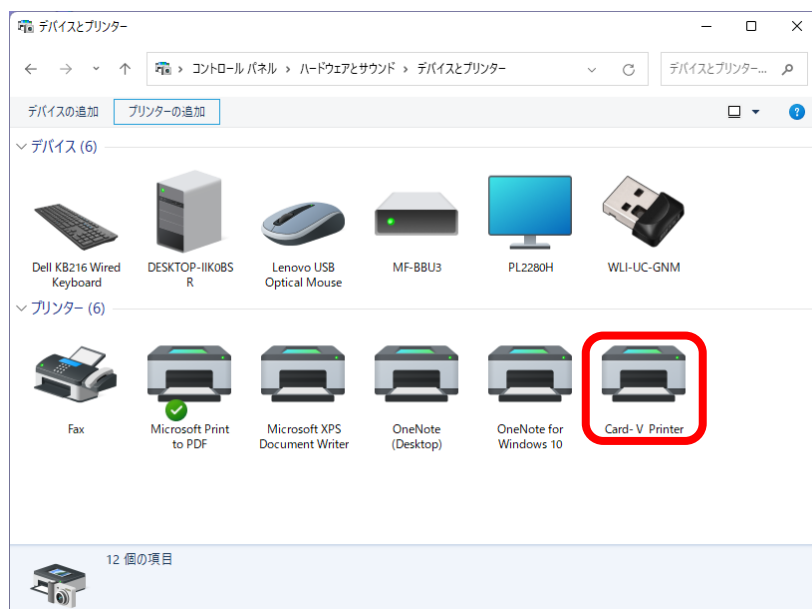 デバイスとプリンター
コントロール パネル › ハードウェアとサウンド › デバイスとプリンター
デバイスとプリンター...
デバイスの追加 プリンターの追加
デバイス (6)
Dell KB216 Wired
Keyboard
DESKTOP-IIK0BS
R
Lenovo USB
Optical Mouse
MF-BBU3
PL2280H
WLI-UC-GNM
プリンター (6)
Fax
Microsoft Print
to PDF
Microsoft XPS
Document Writer
OneNote
(Desktop)
OneNote for
Windows 10
Card- V Printer
12 個の項目